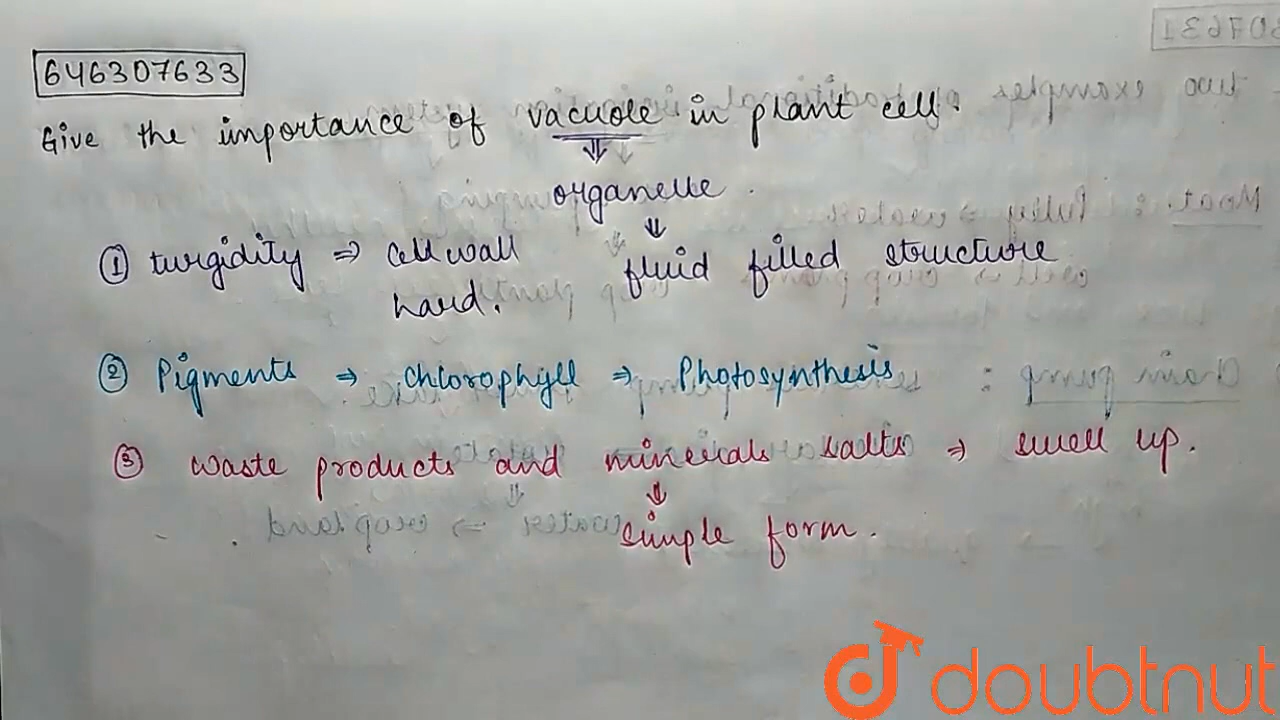 646307633
Give the importance of vacuole in plant cell.
⇓
organelle.
⇓
① turgidity ⇒ cell wall fluid filled structure
hard.
② Pigments ⇒ chlorophyll ⇒ Photosynthesis
③ waste products and minerals salts ⇒ swell up.
⇓
simple form.
doubtnut